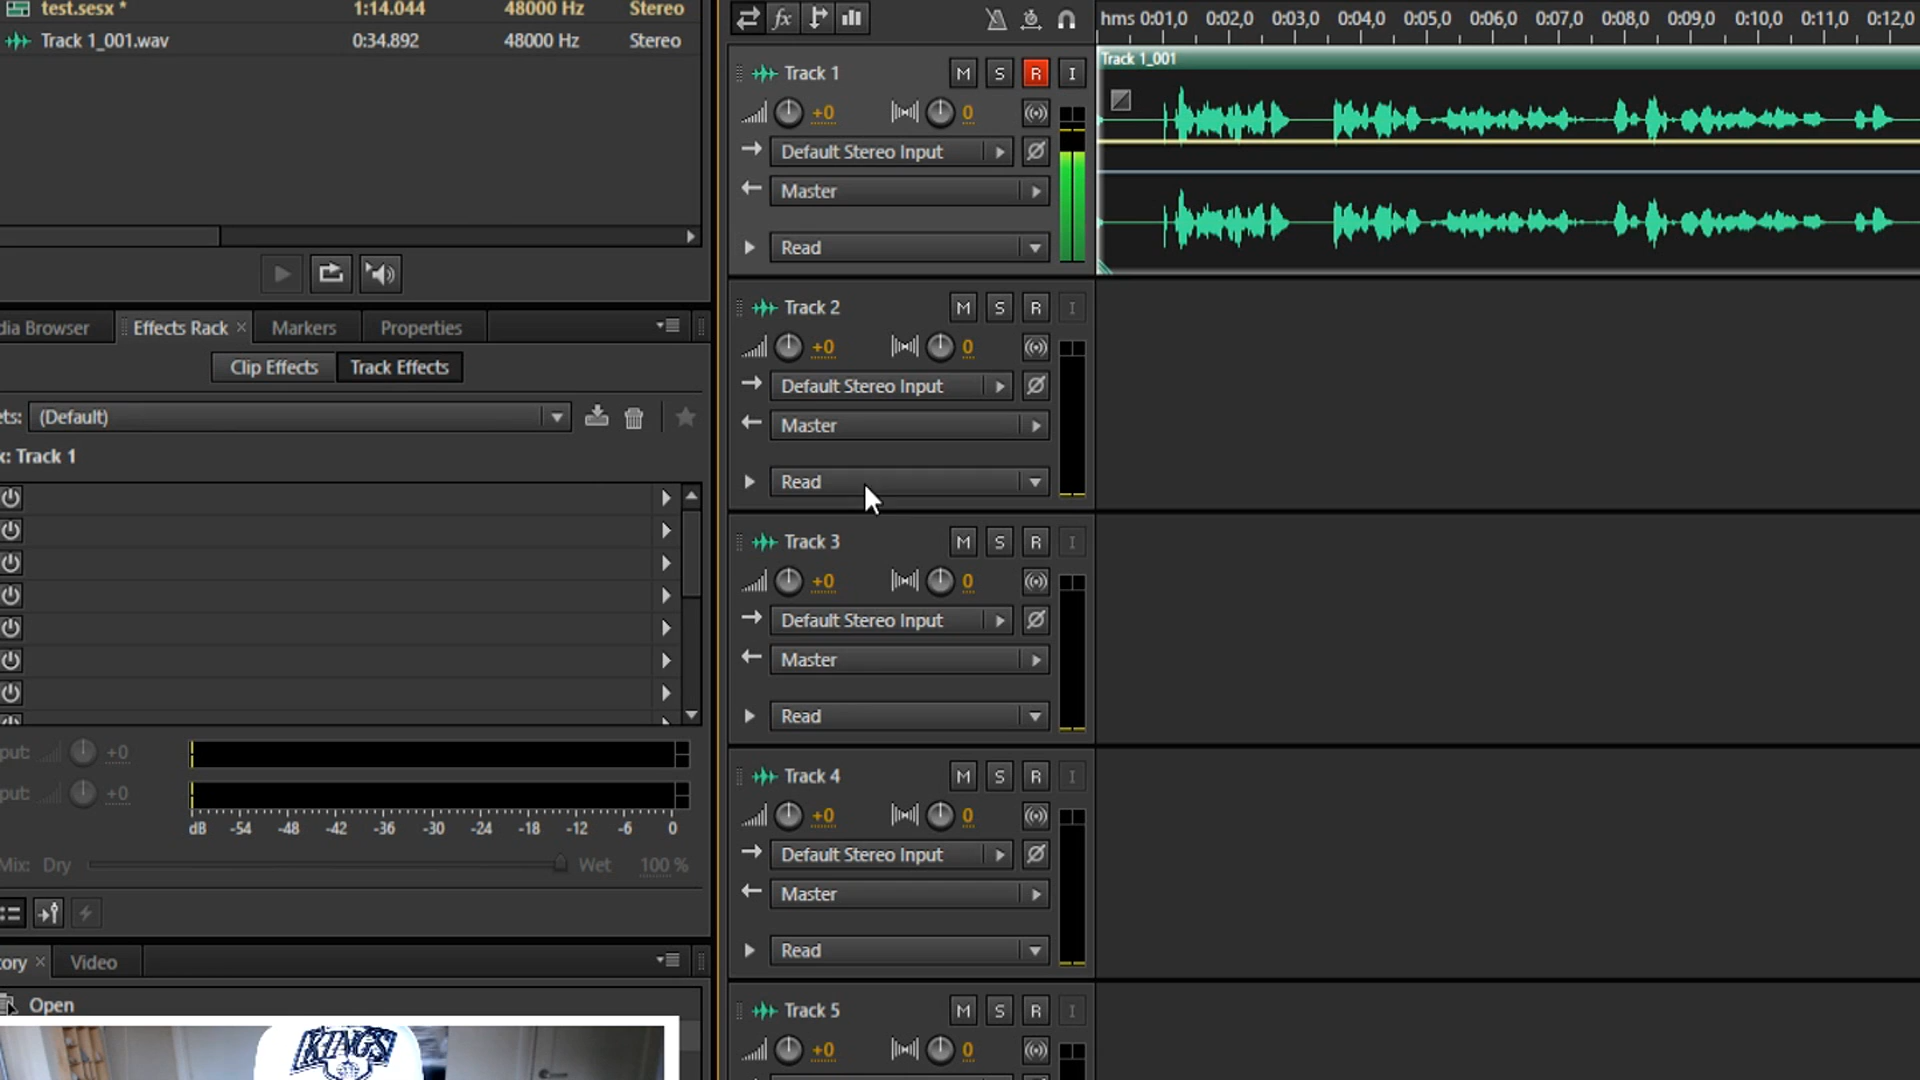 test.sesx * 1:14.044 48000 Hz Stereo
Track 1_001.wav 0:34.892 48000 Hz Stereo
dia Browser Effects Rack × Markers Properties
Clip Effects Track Effects
ets: (Default)
x: Track 1
put: +0
put: +0
dB -54 -48 -42 -36 -30 -24 -18 -12 -6 0
Mix: Dry Wet 100 %
tory × Video
Open
KINGS
fx
hms 0:01,0 0:02,0 0:03,0 0:04,0 0:05,0 0:06,0 0:07,0 0:08,0 0:09,0 0:10,0 0:11,0 0:12,0
Track 1 M S R I
+0 0
Default Stereo Input
Master
Read
Track 1_001
Track 2 M S R I
+0 0
Default Stereo Input
Master
Read
Track 3 M S R I
+0 0
Default Stereo Input
Master
Read
Track 4 M S R I
+0 0
Default Stereo Input
Master
Read
Track 5 M S R I
+0 0